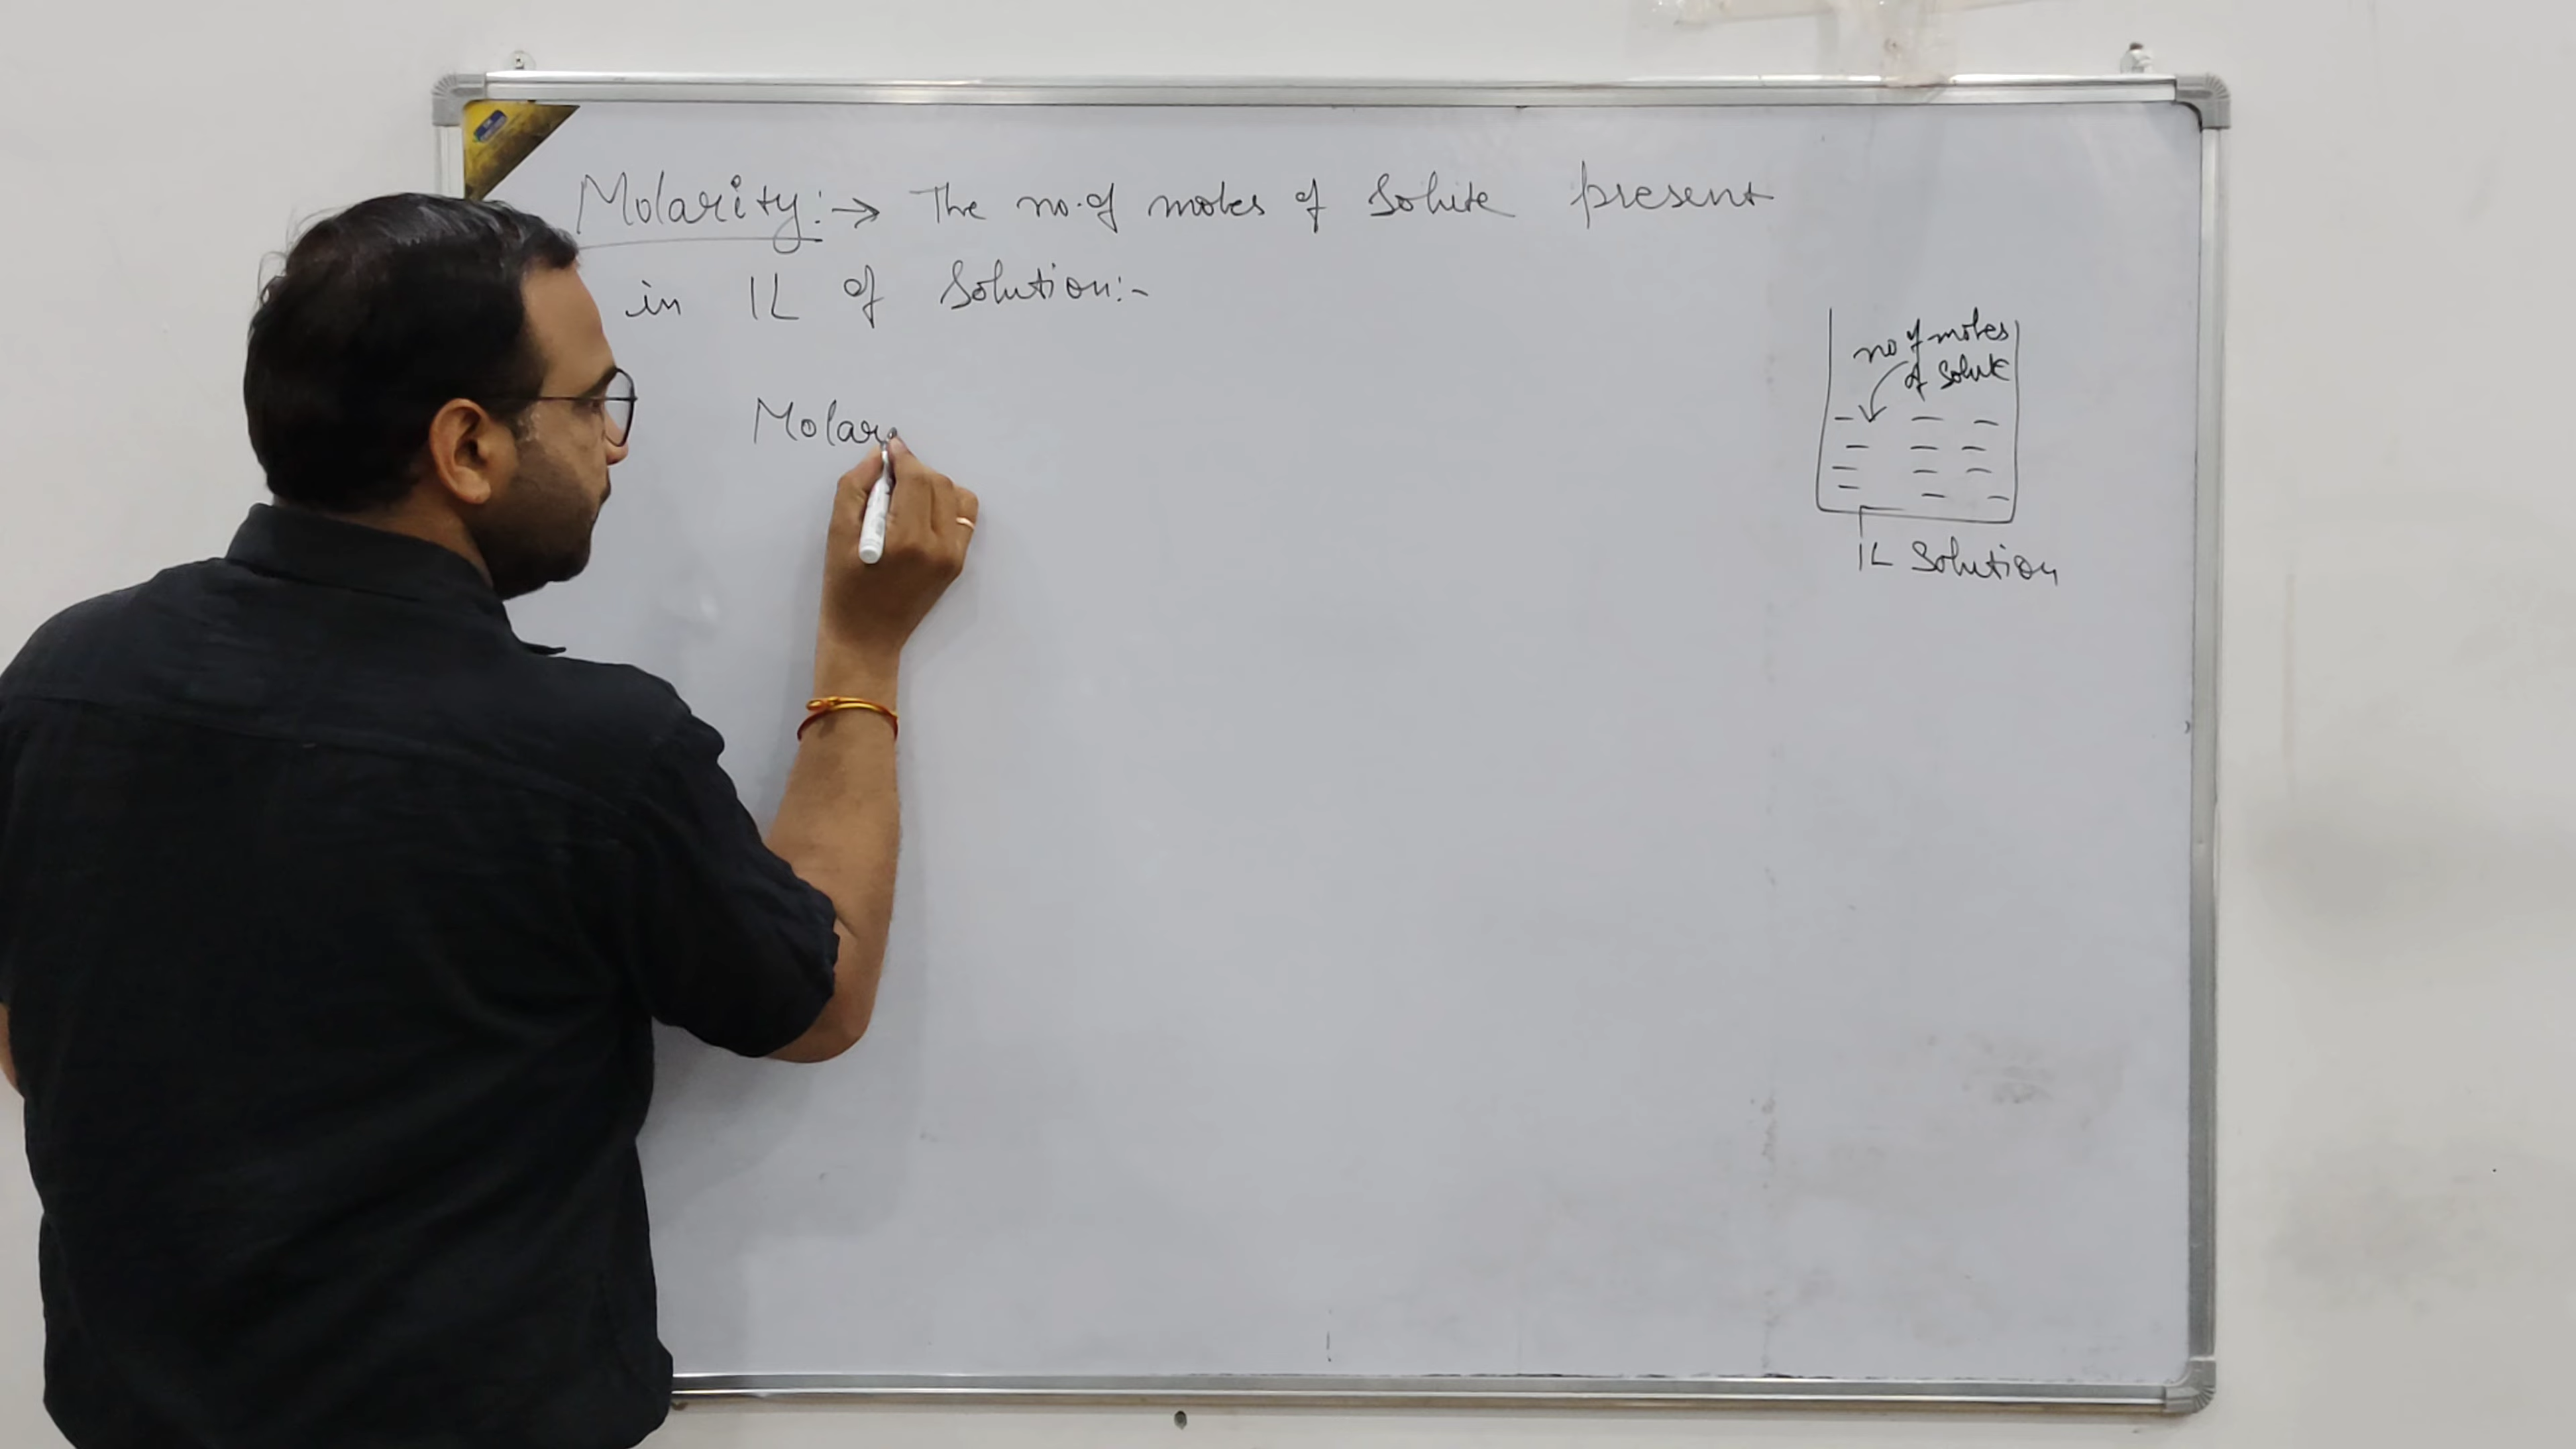 Molarity:→ The no. of moles of Solute present
in 1L of Solution:-
no of moles
of Solute
Molar
1L Solution